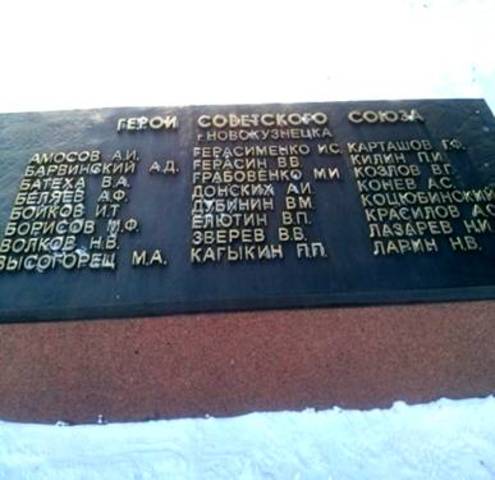 ГЕРОИ СОВЕТСКОГО СОЮЗА
г. НОВОКУЗНЕЦКА
АМОСОВ А.И.
БАРВИНСКИЙ А.Д.
БАТЕХА В.А.
БЕЛЯЕВ А.Ф.
БОЙКОВ И.Т
БОРИСОВ М.Ф.
ВОЛКОВ Н.В.
ВЫСОГОРЕЦ М.А.
ГЕРАСИМЕНКО И.С.
ГЕРАСИН В.В.
ГРАБОВЕНКО М И
ДОНСКИХ А.И.
ДУБИНИН В.М.
ЕЛЮТИН В.П.
ЗВЕРЕВ В.В.
КАГЫКИН П.П.
КАРТАШОВ Г.Ф.
КИЛИН П.И.
КОЗЛОВ В.Г.
КОНЕВ А.С.
КОЦЮБИНСКИЙ
КРАСИЛОВ А.С
ЛАЗАРЕВ Н.И.
ЛАРИН Н.В.